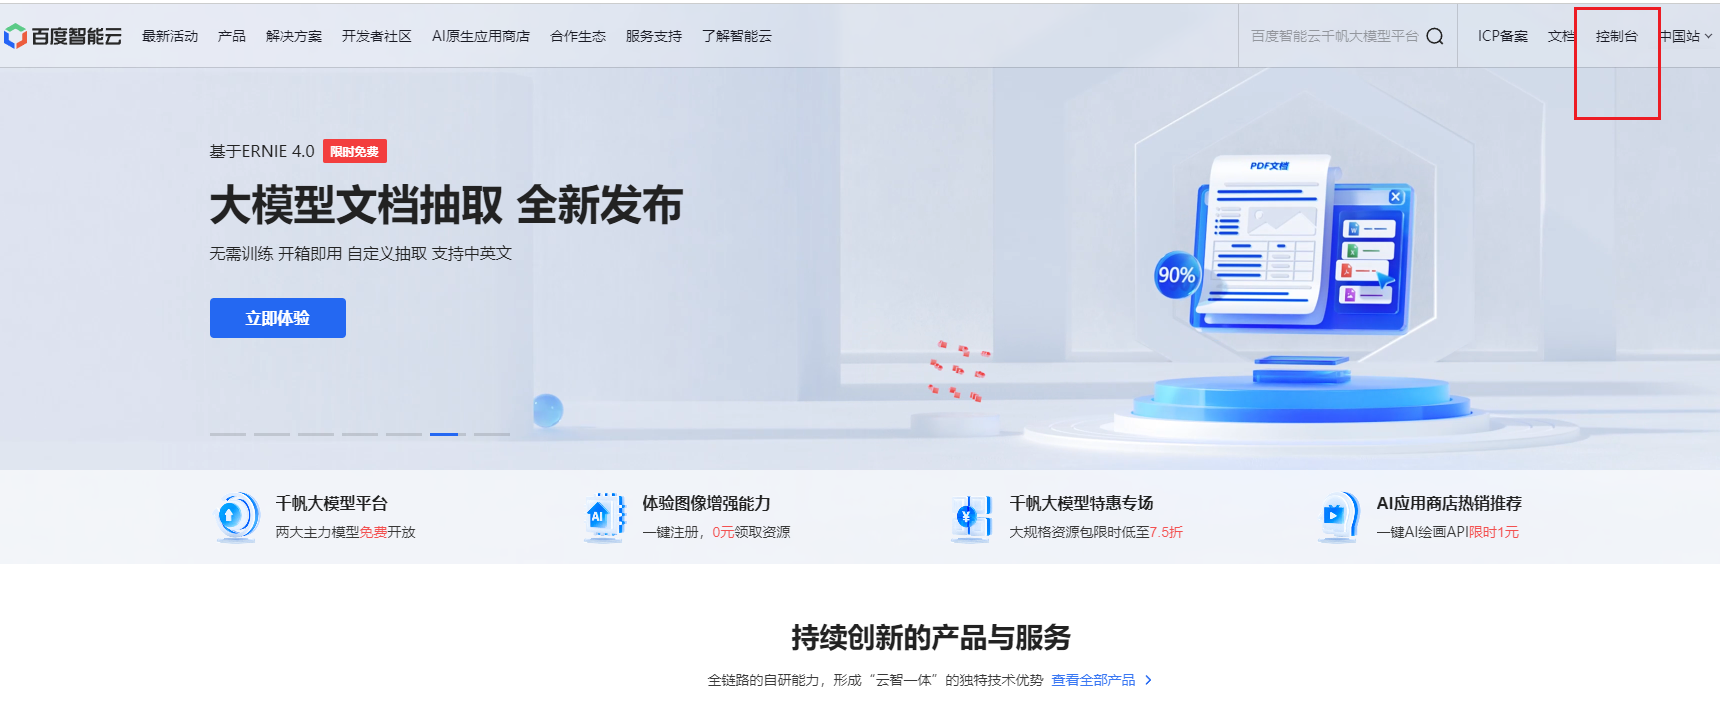 百度智能云 最新活动 产品 解决方案 开发者社区 AI原生应用商店 合作生态 服务支持 了解智能云 百度智能云千帆大模型平台 ICP备案 文档 控制台 中国站
基于ERNIE 4.0 限时免费
大模型文档抽取 全新发布
无需训练 开箱即用 自定义抽取 支持中英文
立即体验
PDF文档
90%
千帆大模型平台
两大主力模型免费开放
AI
体验图像增强能力
一键注册，0元领取资源
¥
千帆大模型特惠专场
大规格资源包限时低至7.5折
AI应用商店热销推荐
一键AI绘画API限时1元
持续创新的产品与服务
全链路的自研能力，形成“云智一体”的独特技术优势 查看全部产品